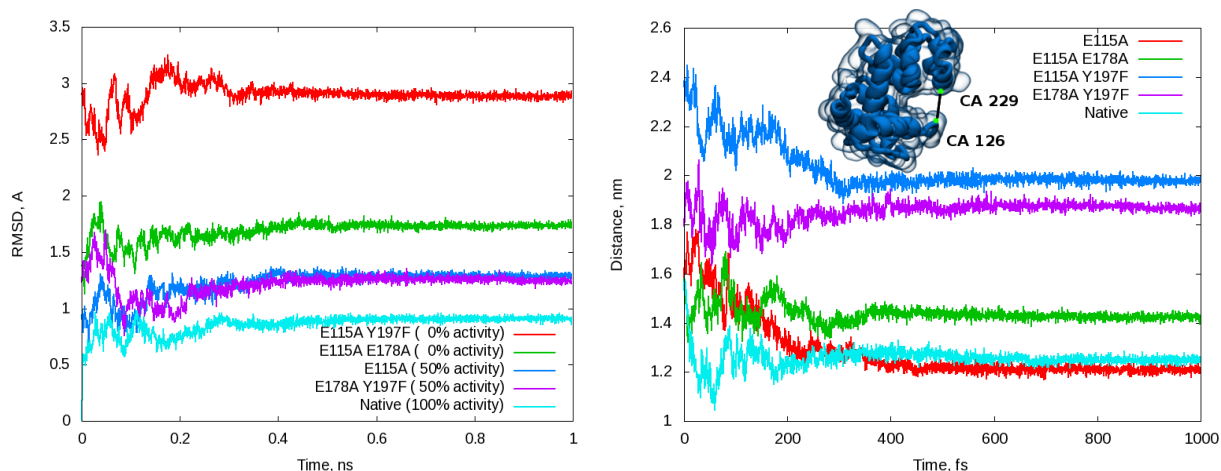 3.5
3
2.5
2
1.5
1
0.5
0
RMSD, A
E115A Y197F ( 0% activity)
E115A E178A ( 0% activity)
E115A ( 50% activity)
E178A Y197F ( 50% activity)
Native (100% activity)
0 0.2 0.4 0.6 0.8 1
Time, ns
2.6
2.4
2.2
2
1.8
1.6
1.4
1.2
1
Distance, nm
E115A
E115A E178A
E115A Y197F
E178A Y197F
Native
CA 229
CA 126
0 200 400 600 800 1000
Time, fs